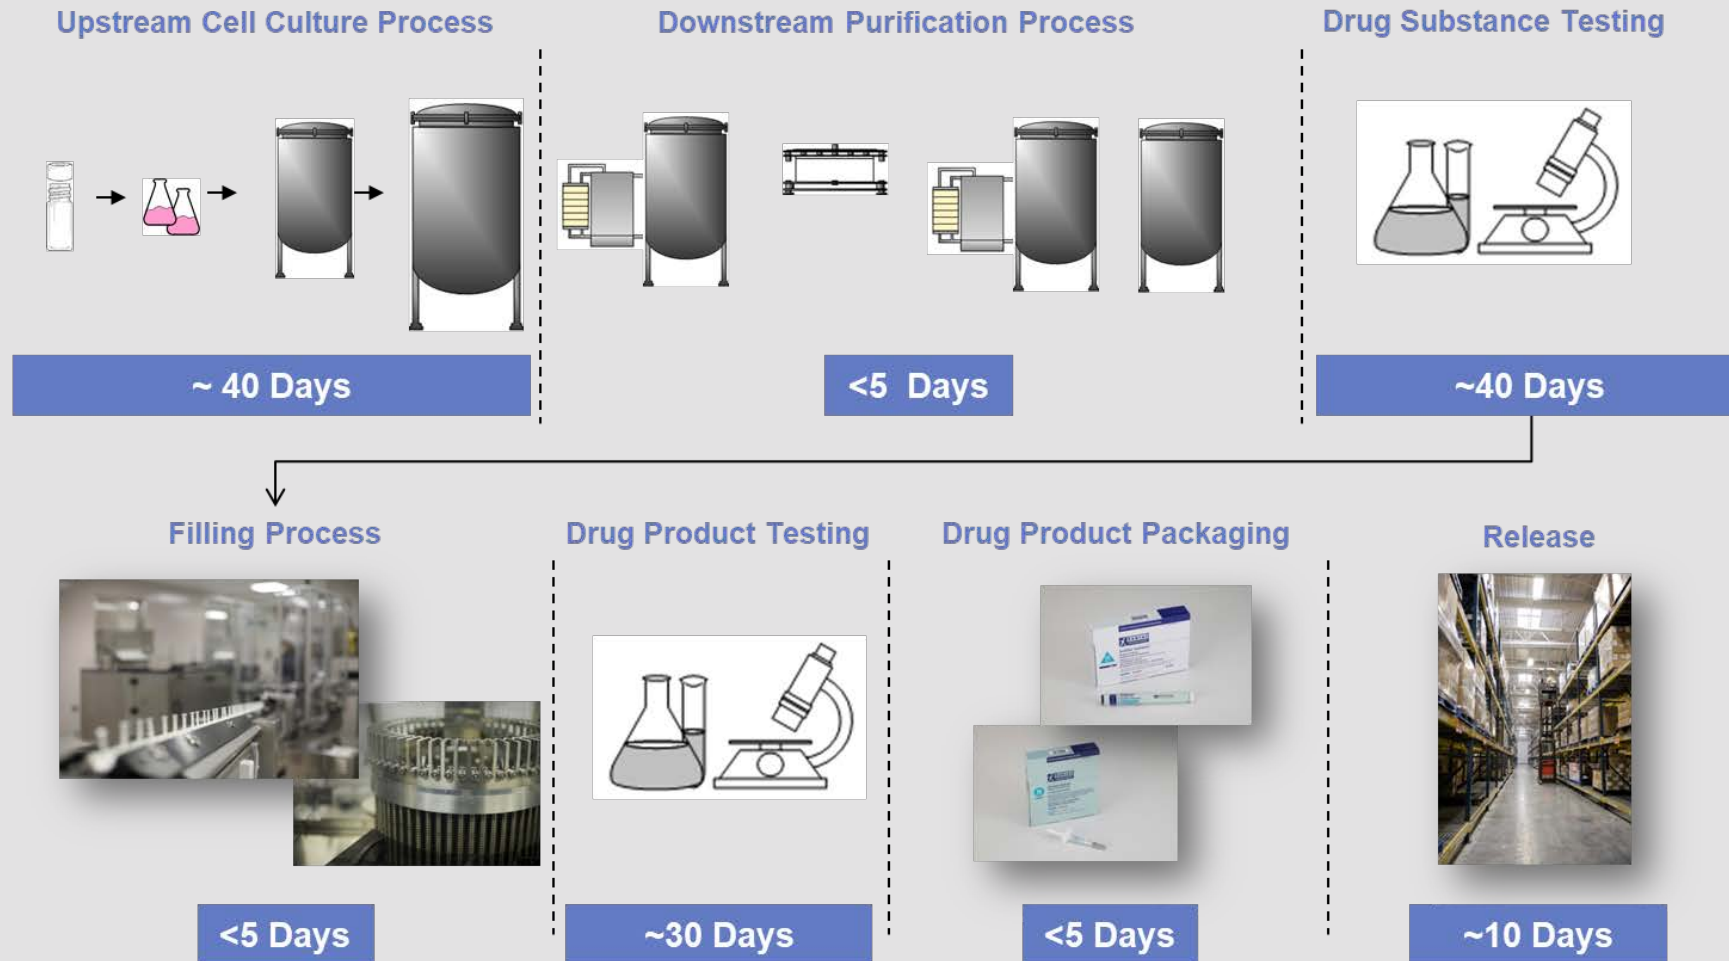 Upstream Cell Culture Process
Downstream Purification Process
Drug Substance Testing
~ 40 Days
<5 Days
~40 Days
Filling Process
Drug Product Testing
Drug Product Packaging
Release
<5 Days
~30 Days
<5 Days
~10 Days